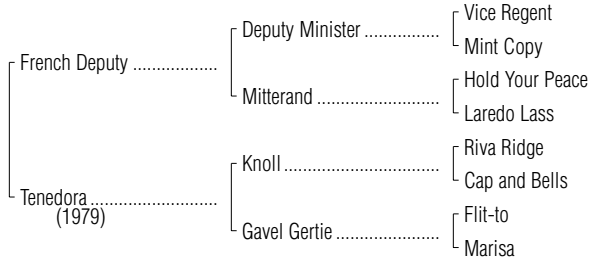 Vice Regent
Deputy Minister ................
Mint Copy
French Deputy ..................
Hold Your Peace
Mitterand ..........................
Laredo Lass
Riva Ridge
Knoll .................................
Cap and Bells
Tenedora ...........................
(1979)
Flit-to
Gavel Gertie ......................
Marisa